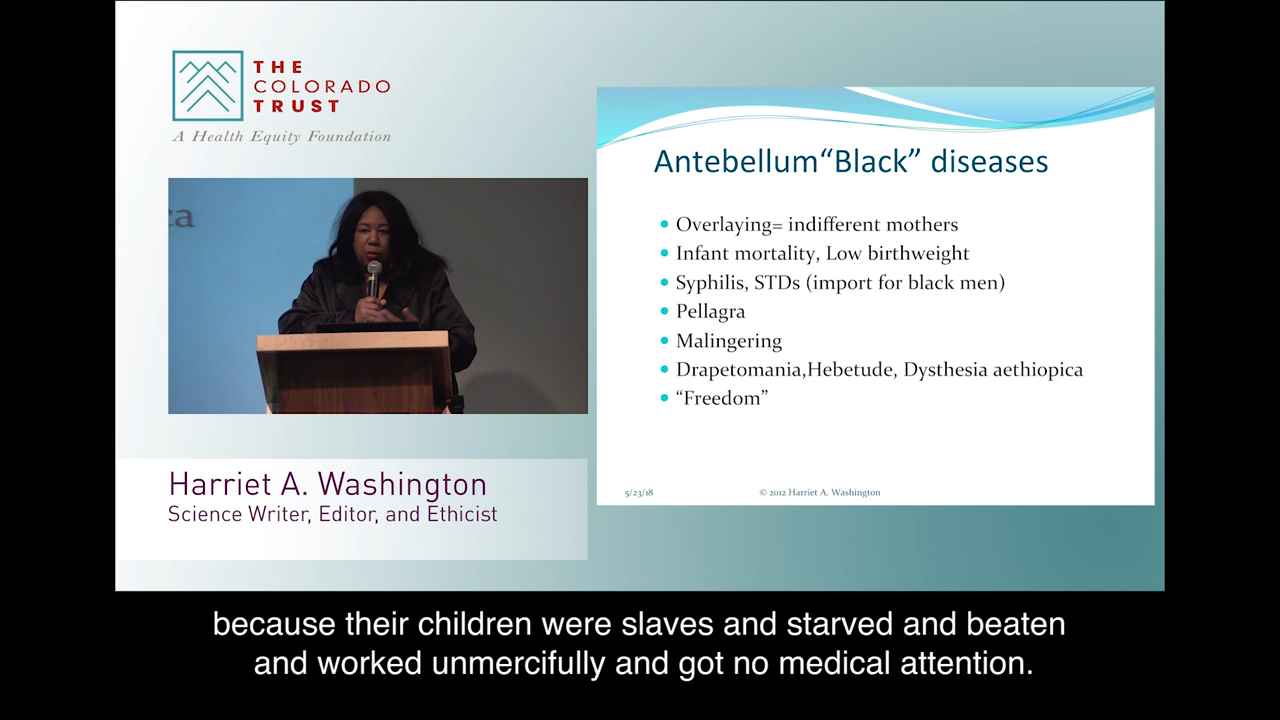 THE
COLORADO
TRUST
A Health Equity Foundation
ca
Harriet A. Washington
Science Writer, Editor, and Ethicist
Antebellum“Black” diseases
Overlaying= indifferent mothers
Infant mortality, Low birthweight
Syphilis, STDs (import for black men)
Pellagra
Malingering
Drapetomania,Hebetude, Dysthesia aethiopica
“Freedom”
5/23/18
© 2012 Harriet A. Washington
because their children were slaves and starved and beaten
and worked unmercifully and got no medical attention.